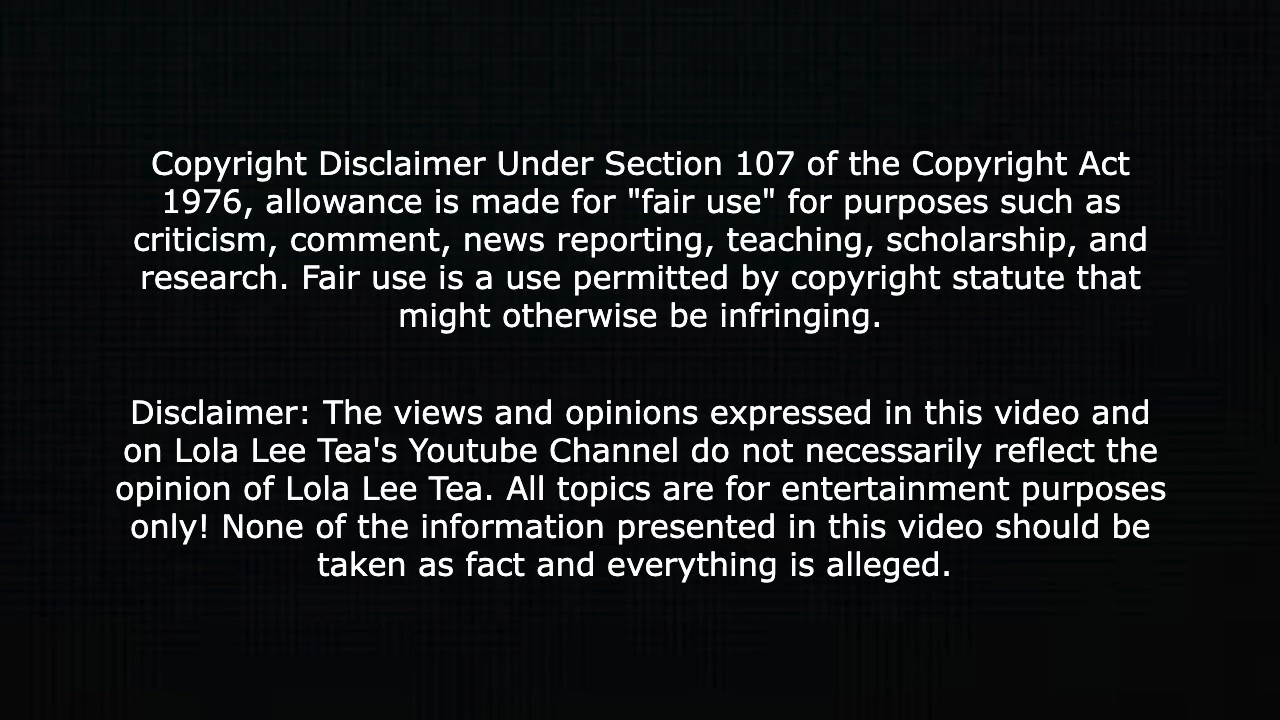 Copyright Disclaimer Under Section 107 of the Copyright Act
1976, allowance is made for "fair use" for purposes such as
criticism, comment, news reporting, teaching, scholarship, and
research. Fair use is a use permitted by copyright statute that
might otherwise be infringing.
Disclaimer: The views and opinions expressed in this video and
on Lola Lee Tea's Youtube Channel do not necessarily reflect the
opinion of Lola Lee Tea. All topics are for entertainment purposes
only! None of the information presented in this video should be
taken as fact and everything is alleged.